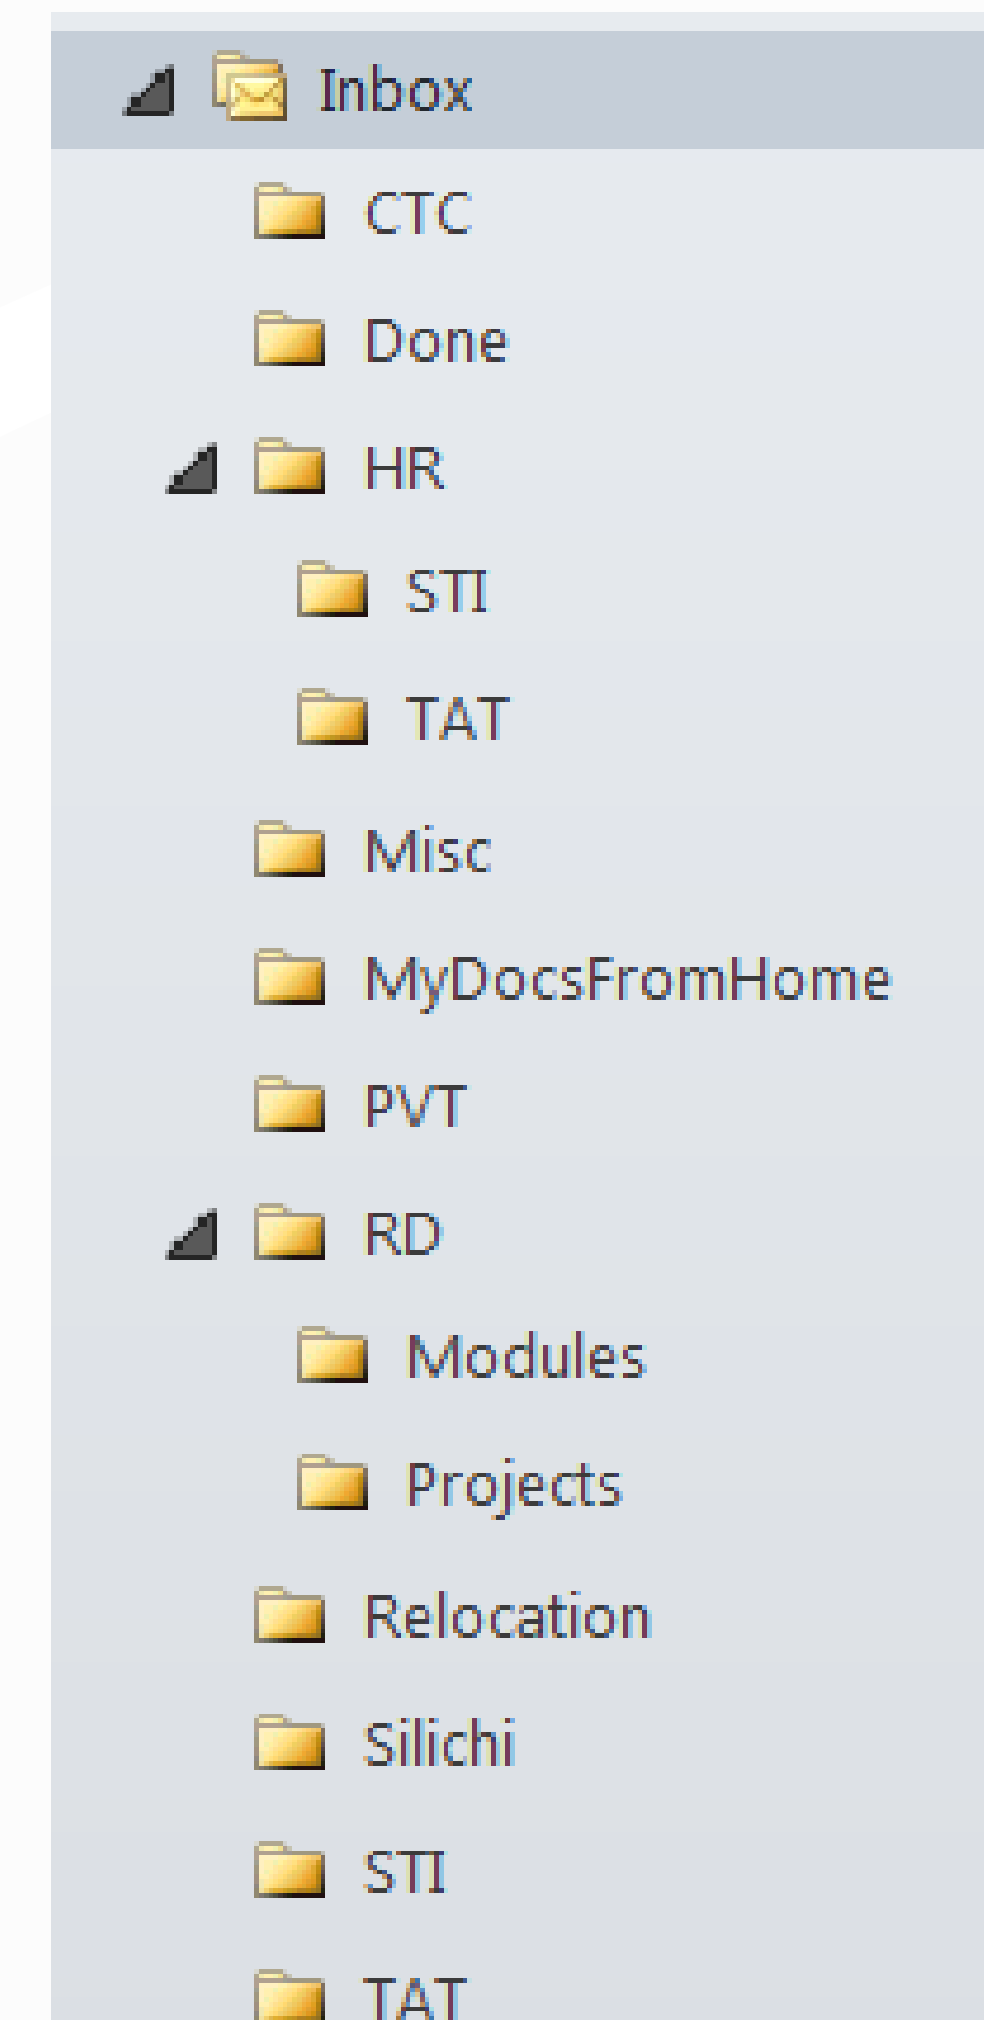 Inbox
CTC
Done
HR
STI
TAT
Misc
MyDocsFromHome
PVT
RD
Modules
Projects
Relocation
Silichi
STI
TAT